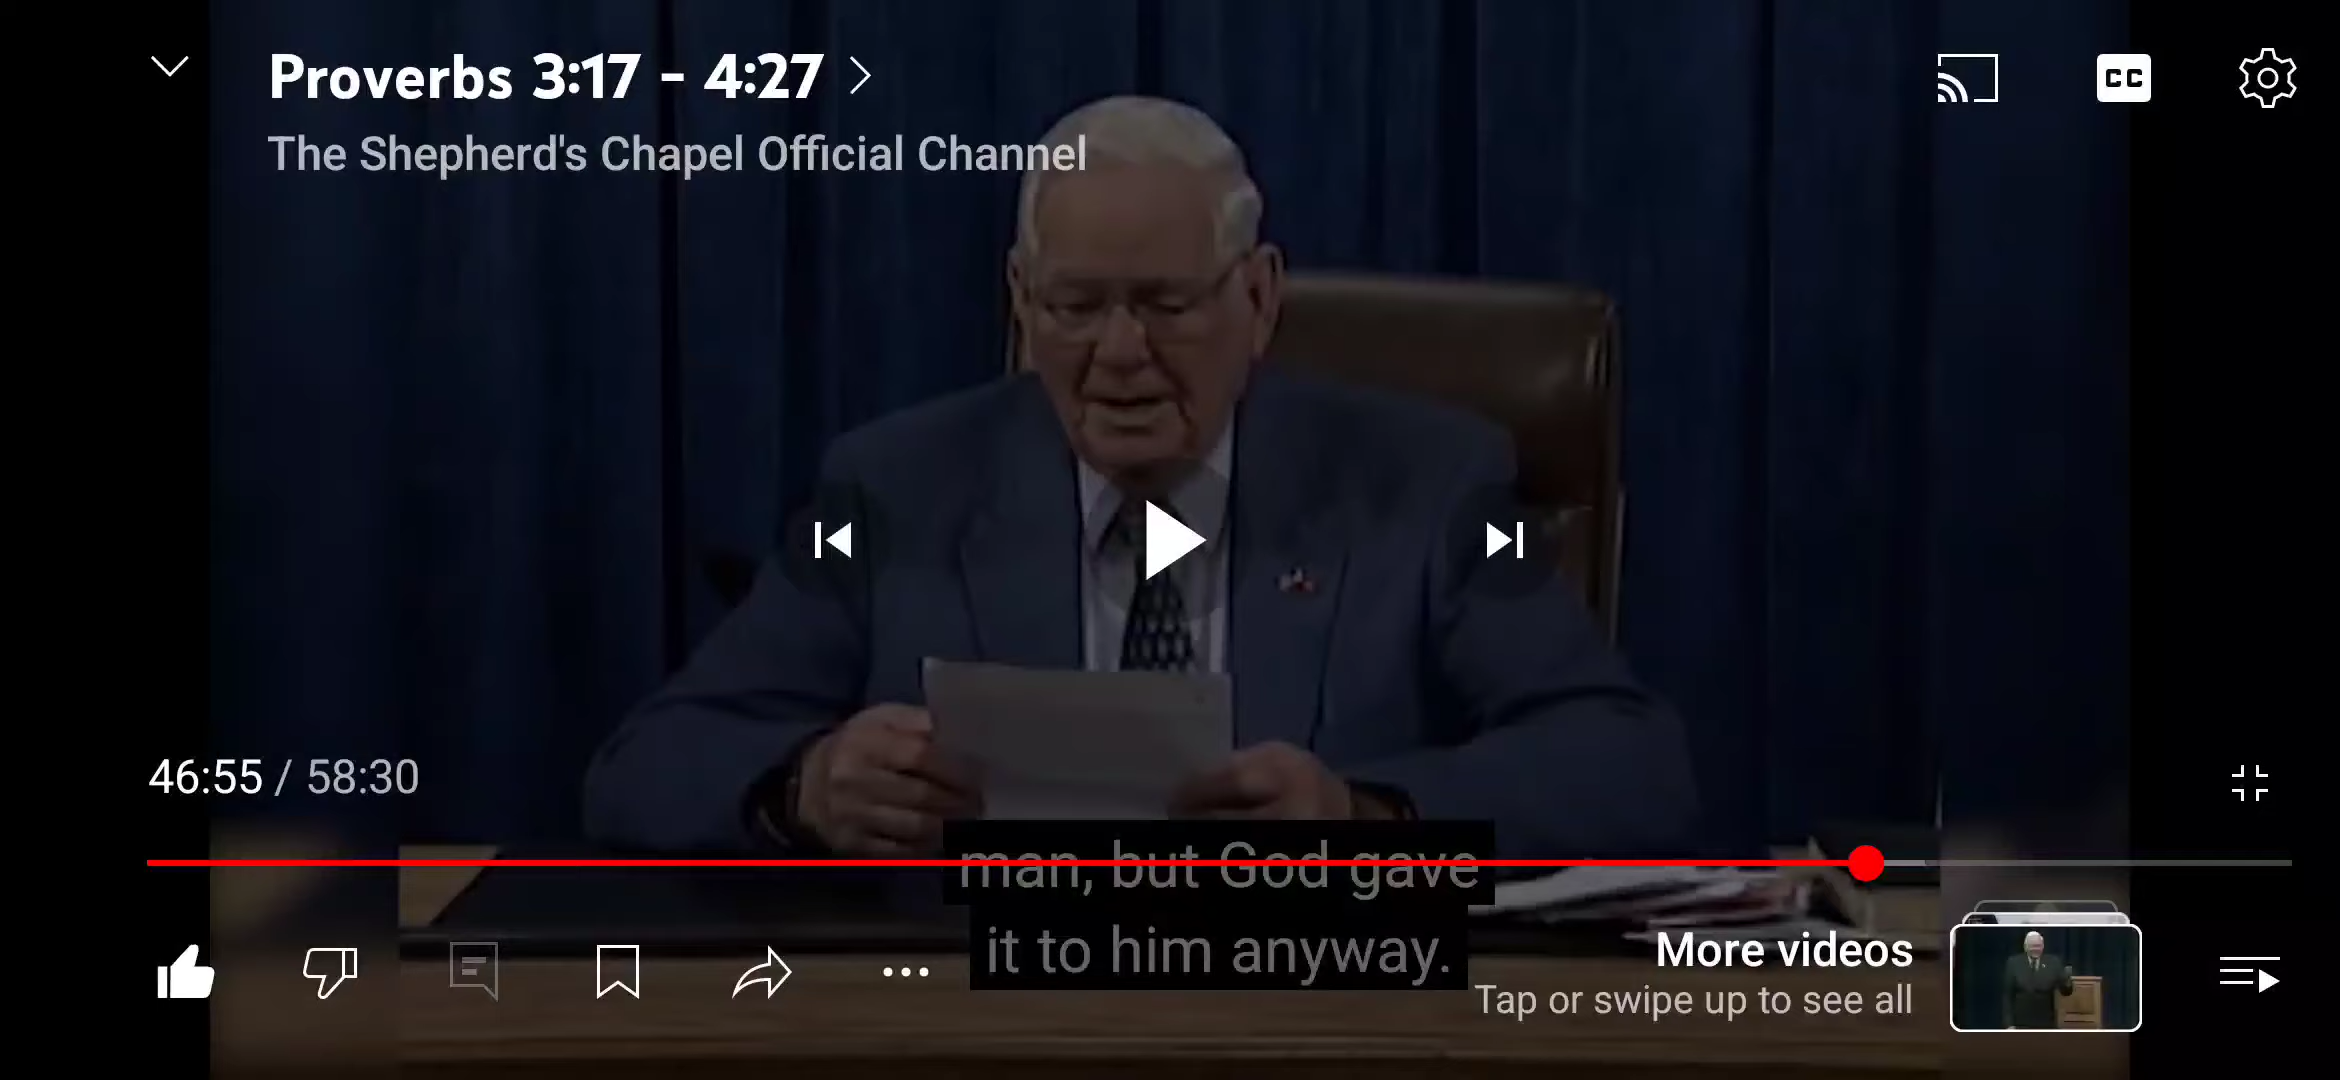 Proverbs 3:17 - 4:27
The Shepherd's Chapel Official Channel
CC
46:55 / 58:30
man, but God gave
it to him anyway.
More videos
Tap or swipe up to see all